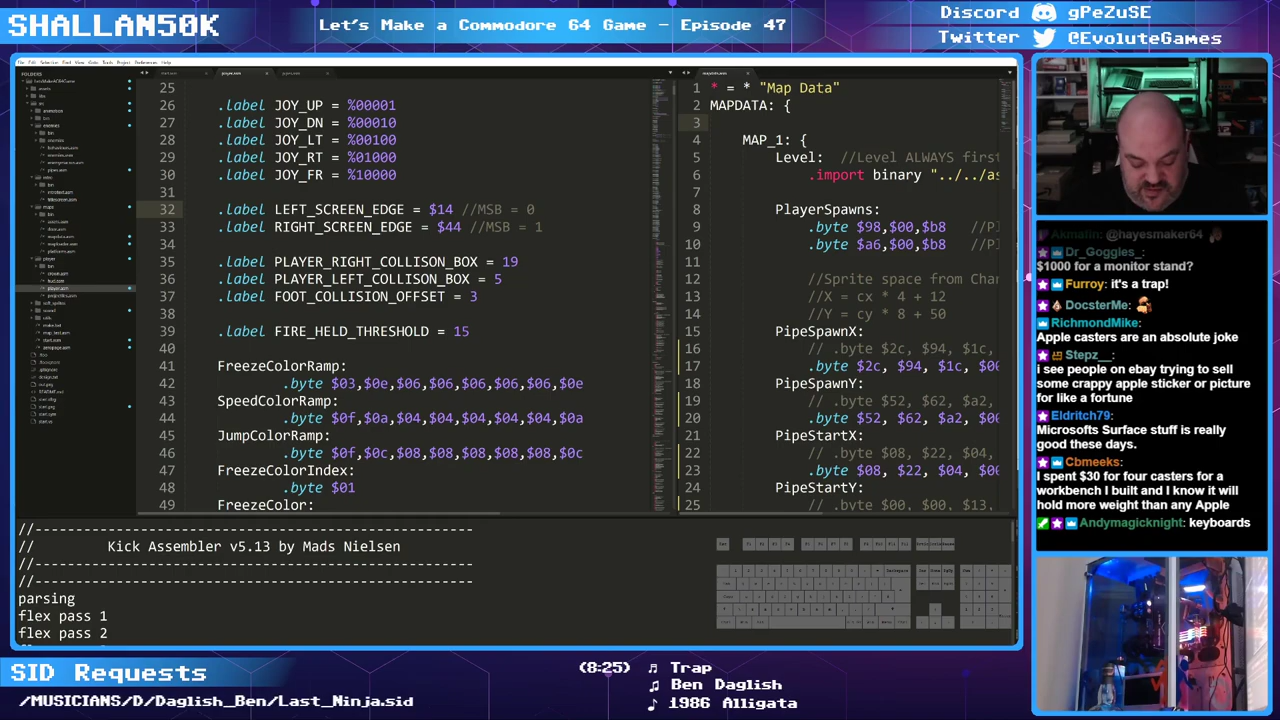 SHALLAN50K
Let's Make a Commodore 64 Game – Episode 47
Discord gPeZuSE
Twitter @EvoluteGames
FOLDERS
25
26 .label JOY_UP = %00001
27 .label JOY_DN = %00010
28 .label JOY_LT = %00100
29 .label JOY_RT = %01000
30 .label JOY_FR = %10000
31
32 .label LEFT_SCREEN_EDGE = $14 //MSB = 0
33 .label RIGHT_SCREEN_EDGE = $44 //MSB = 1
34
35 .label PLAYER_RIGHT_COLLISON_BOX = 19
36 .label PLAYER_LEFT_COLLISON_BOX = 5
37 .label FOOT_COLLISION_OFFSET = 3
38
39 .label FIRE_HELD_THRESHOLD = 15
40
41 FreezeColorRamp:
42 .byte $03,$0e,$06,$06,$06,$06,$06,$0e
43 SpeedColorRamp:
44 .byte $0f,$0a,$04,$04,$04,$04,$04,$0a
45 JumpColorRamp:
46 .byte $0f,$0c,$08,$08,$08,$08,$08,$0c
47 FreezeColorIndex:
48 .byte $01
49 FreezeColor:
1 * = * "Map Data"
2 MAPDATA: {
3
4 MAP_1: {
5 Level: //Level ALWAYS first
6 .import binary "../../as
7
8 PlayerSpawns:
9 .byte $98,$00,$b8 //Pl
10 .byte $a6,$00,$b8 //Pl
11
12 //Sprite space from Char
13 //X = cx * 4 + 12
14 //Y = cy * 8 + 50
15 PipeSpawnX:
16 // .byte $2c, $94, $1c,
17 .byte $2c, $94, $1c, $00
18 PipeSpawnY:
19 // .byte $52, $62, $a2,
20 .byte $52, $62, $a2, $00
21 PipeStartX:
22 // .byte $08, $22, $04,
23 .byte $08, $22, $04, $00
24 PipeStartY:
25 // .byte $00, $00, $13,
//------------------------------------------------------
// Kick Assembler v5.13 by Mads Nielsen
//------------------------------------------------------
//------------------------------------------------------
parsing
flex pass 1
flex pass 2
Akmafin: @hayesmaker64
Dr_Goggles_:
$1000 for a monitor stand?
Furroy: it's a trap!
DocsterMe:
RichmondMike:
Apple casters are an absolute joke
Stepz__:
i see people on ebay trying to sell
some crappy apple sticker or picture
for like a fortune
Eldritch79:
Microsofts Surface stuff is really
good these days.
Cbmeeks:
I spent $30 for four casters for a
workbench I built and I know it will
hold more weight than any Apple
Andymagicknight: keyboards
SID Requests
/MUSICIANS/D/Daglish_Ben/Last_Ninja.sid
(8:25)
Trap
Ben Daglish
1986 Alligata